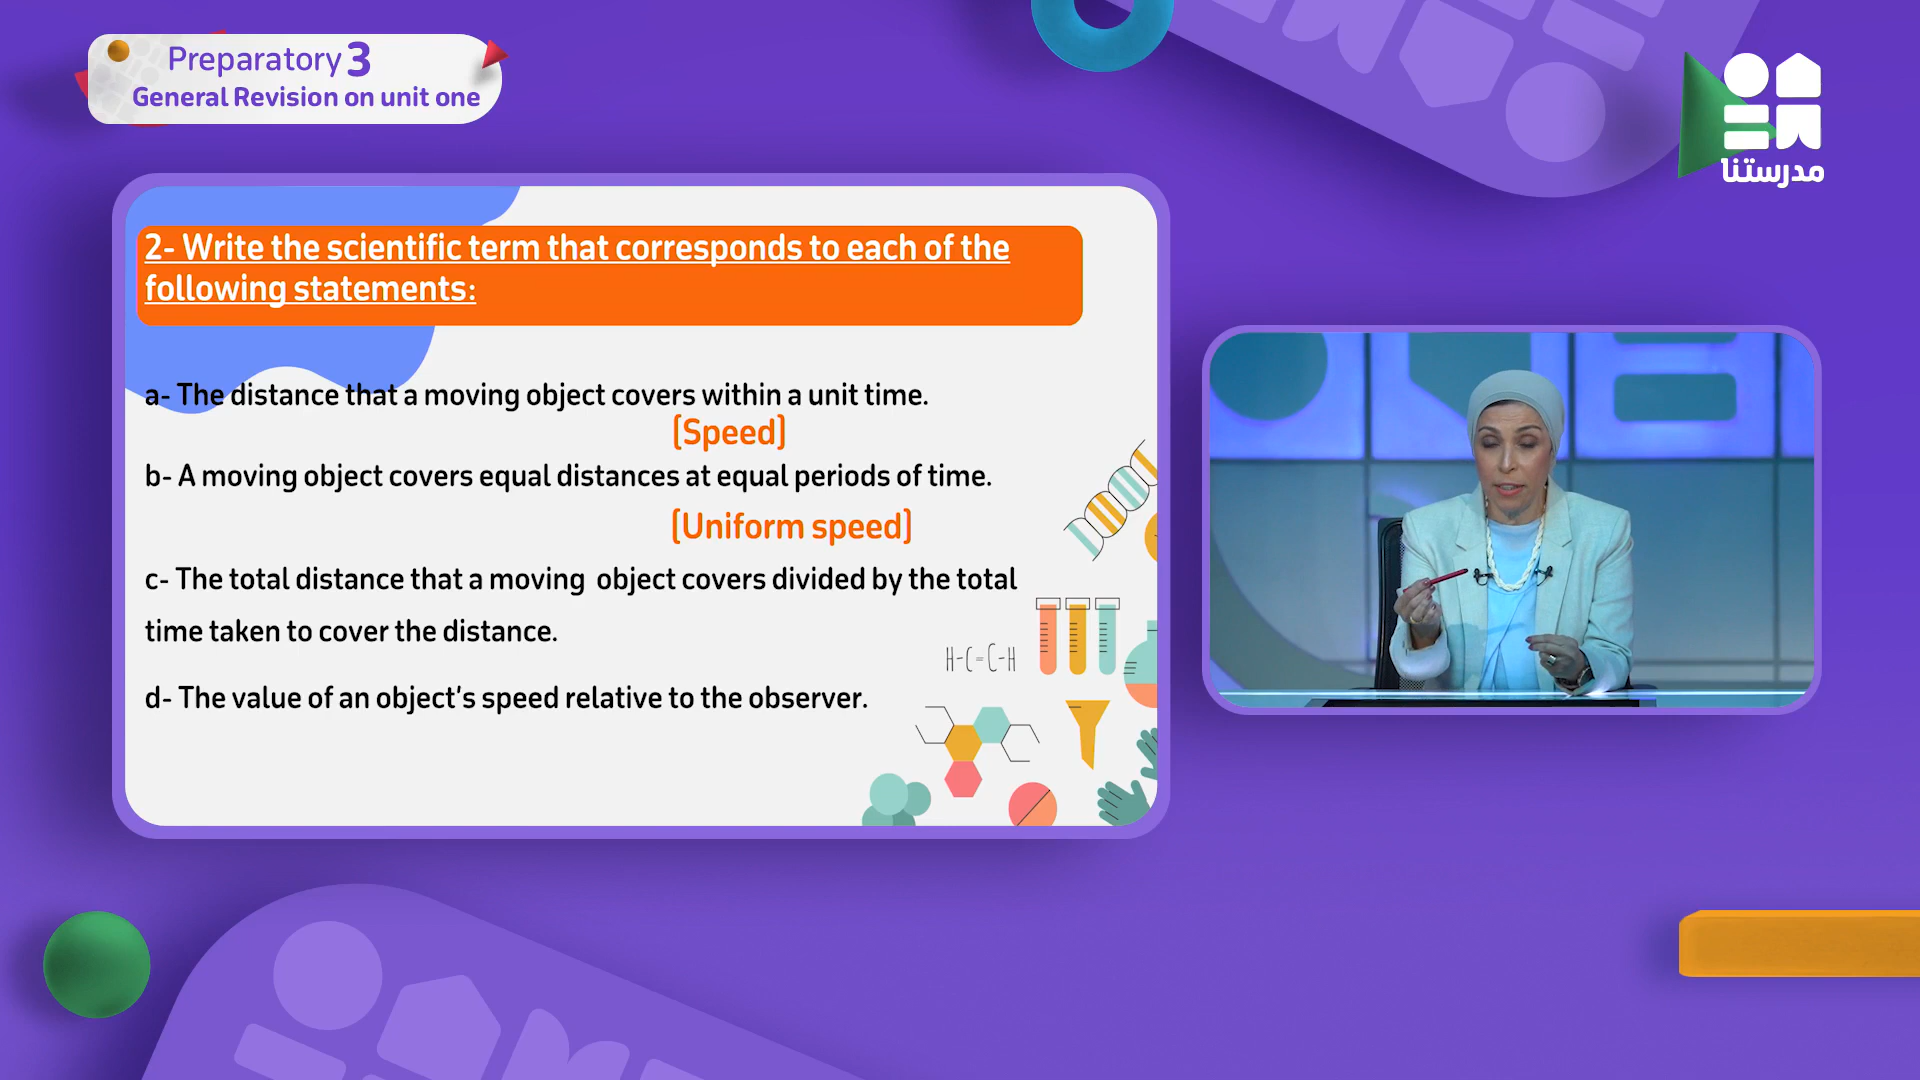 Preparatory 3
General Revision on unit one
مدرستنا
2- Write the scientific term that corresponds to each of the
following statements:
a- The distance that a moving object covers within a unit time.
[Speed]
b- A moving object covers equal distances at equal periods of time.
[Uniform speed]
c- The total distance that a moving object covers divided by the total
time taken to cover the distance.
H-C=C-H
d- The value of an object's speed relative to the observer.